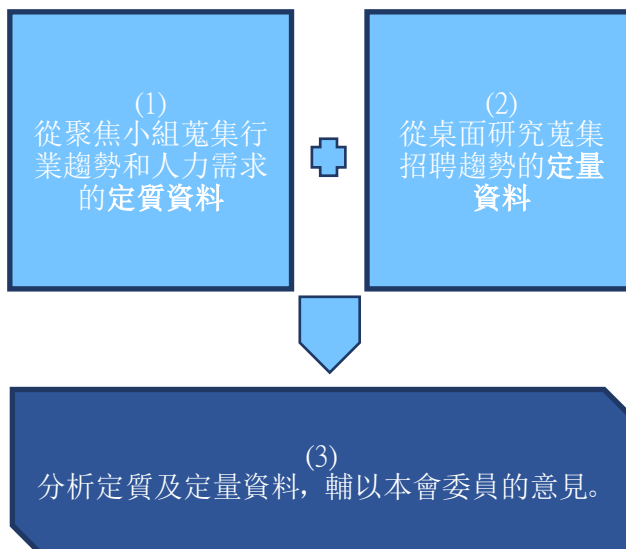 (1)
從聚焦小組蒐集行
業趨勢和人力需求
的定質資料
(2)
從桌面研究蒐集
招聘趨勢的定量
資料
(3)
分析定質及定量資料，輔以本會委員的意見。